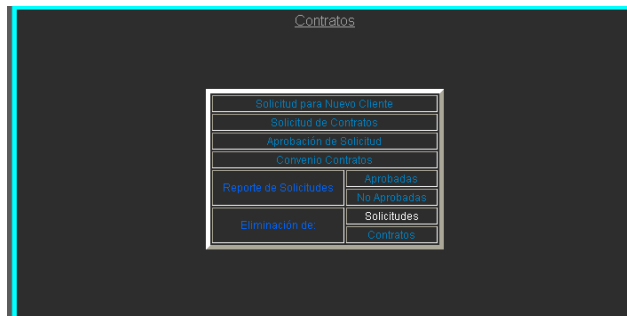 Contratos
Solicitud para Nuevo Cliente
Solicitud de Contratos
Aprobación de Solicitud
Convenio Contratos
Reporte de Solicitudes
Aprobadas
No Aprobadas
Eliminación de:
Solicitudes
Contratos